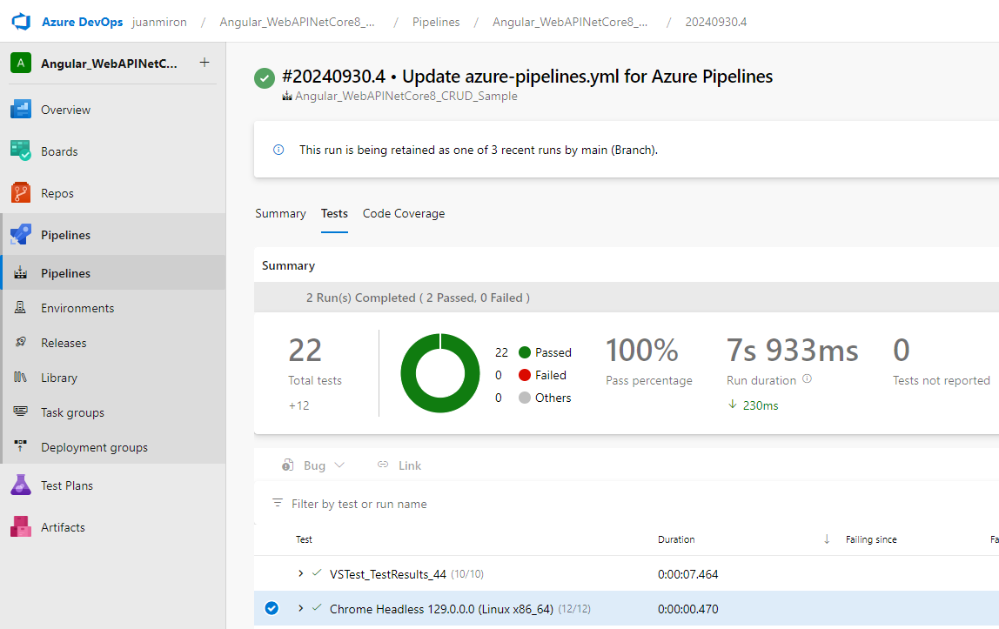 Azure DevOps juanmiron / Angular_WebAPINetCore8_... / Pipelines / Angular_WebAPINetCore8_... / 20240930.4
A Angular_WebAPINetC... +
Overview
Boards
Repos
Pipelines
Pipelines
Environments
Releases
Library
Task groups
Deployment groups
Test Plans
Artifacts
#20240930.4 • Update azure-pipelines.yml for Azure Pipelines
Angular_WebAPINetCore8_CRUD_Sample
This run is being retained as one of 3 recent runs by main (Branch).
Summary Tests Code Coverage
Summary
2 Run(s) Completed ( 2 Passed, 0 Failed )
22
Total tests
+12
22 Passed
0 Failed
0 Others
100%
Pass percentage
7s 933ms
Run duration
230ms
0
Tests not reported
Bug Link
Filter by test or run name
Test Duration Failing since Fa
VSTest_TestResults_44 (10/10) 0:00:07.464
Chrome Headless 129.0.0.0 (Linux x86_64) (12/12) 0:00:00.470